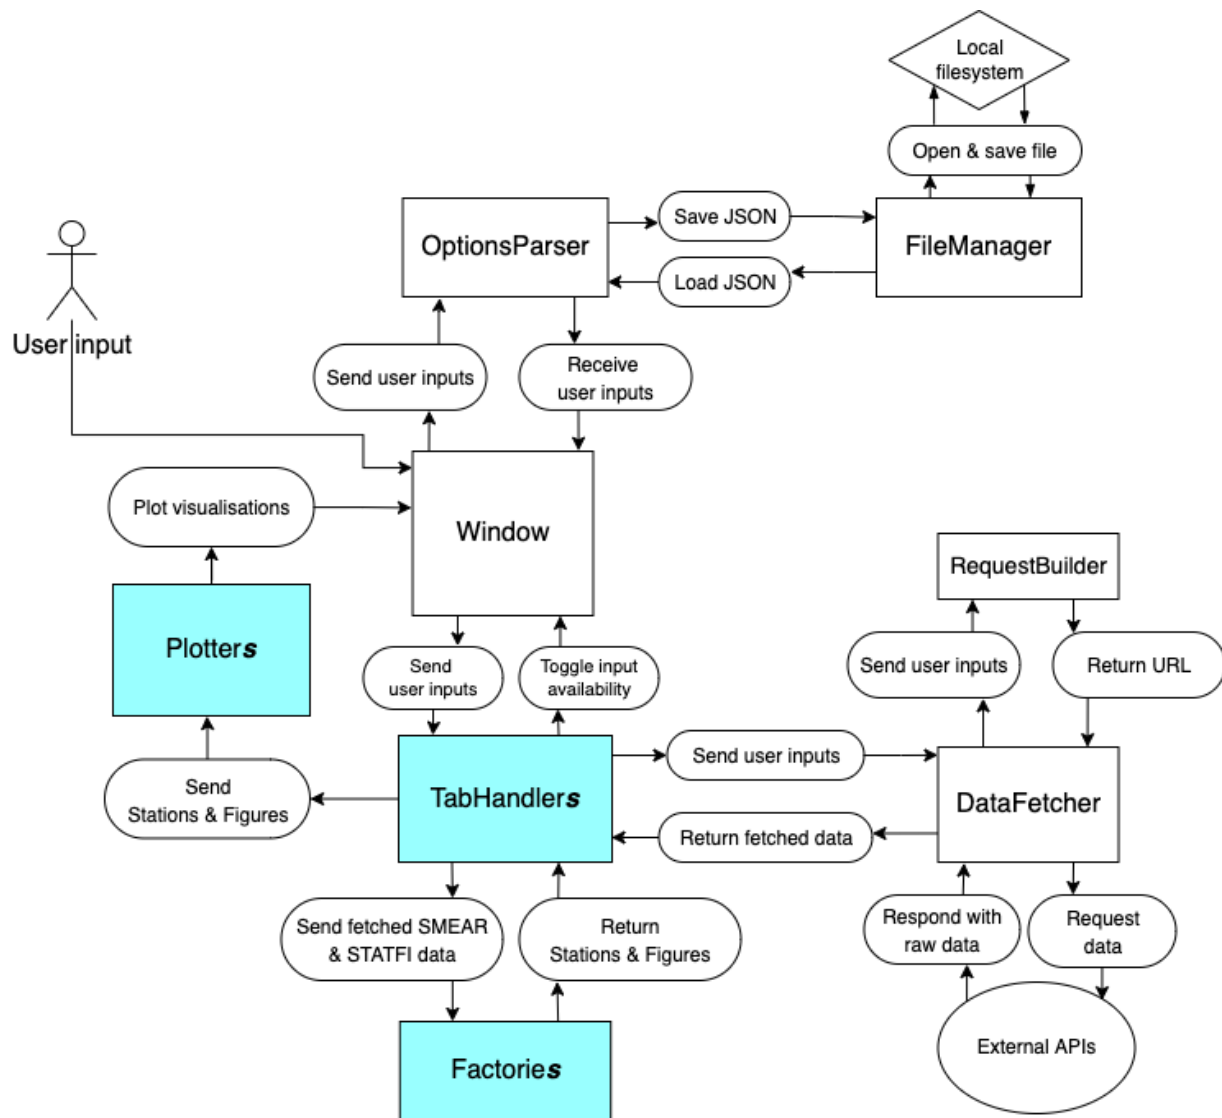 Local
filesystem
Open & save file
Save JSON
OptionsParser
FileManager
Load JSON
User input
Send user inputs
Receive
user inputs
Plot visualisations
Window
RequestBuilder
Plotters
Send
user inputs
Toggle input
availability
Send user inputs
Return URL
Send user inputs
Send
Stations & Figures
TabHandlers
DataFetcher
Return fetched data
Send fetched SMEAR
& STATFI data
Return
Stations & Figures
Respond with
raw data
Request
data
External APIs
Factories